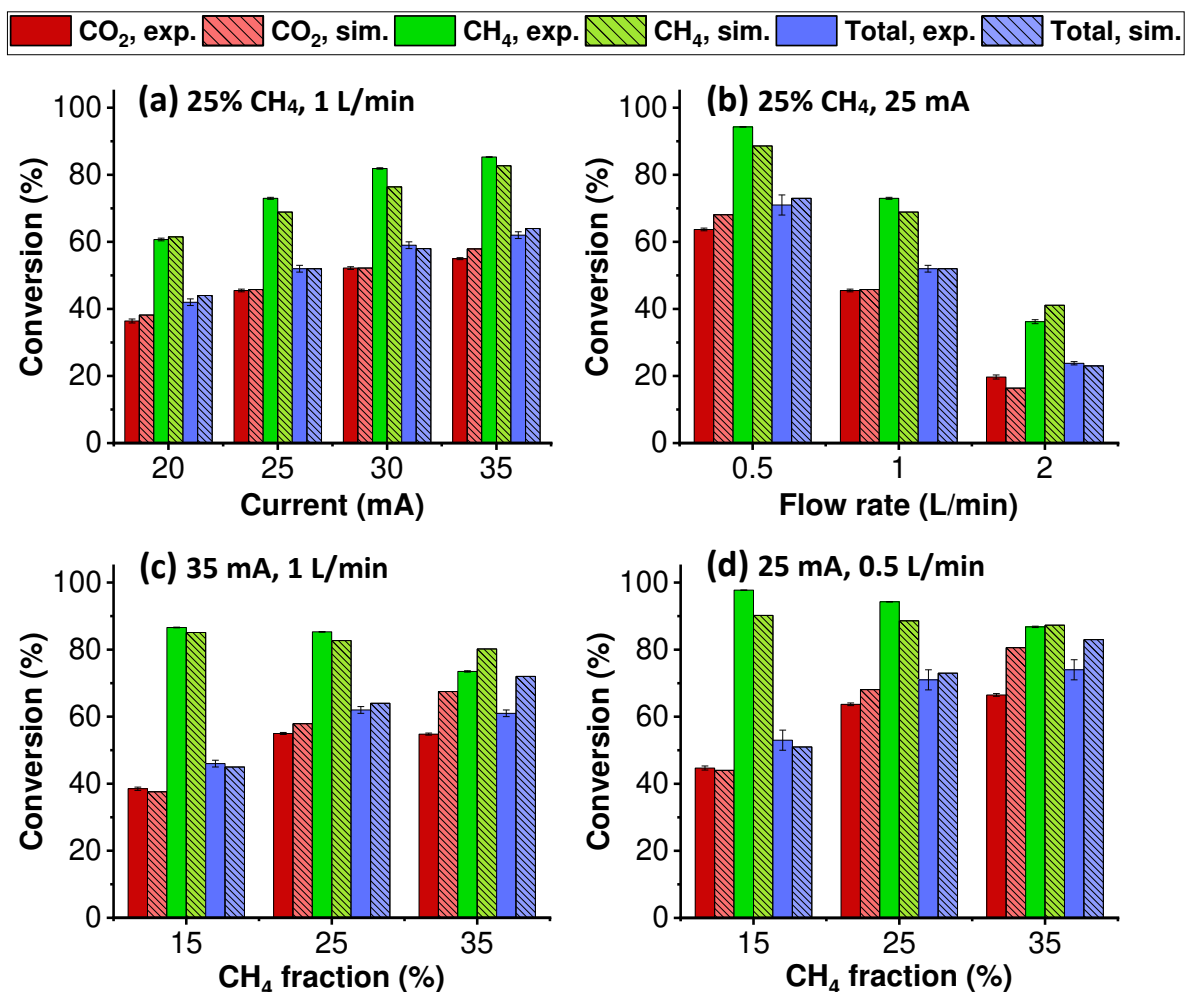 CO₂, exp. CO₂, sim. CH₄, exp. CH₄, sim. Total, exp. Total, sim.
(a) 25% CH₄, 1 L/min
Conversion (%)
100
80
60
40
20
0
20 25 30 35
Current (mA)
(b) 25% CH₄, 25 mA
Conversion (%)
100
80
60
40
20
0
0.5 1 2
Flow rate (L/min)
(c) 35 mA, 1 L/min
Conversion (%)
100
80
60
40
20
0
15 25 35
CH₄ fraction (%)
(d) 25 mA, 0.5 L/min
Conversion (%)
100
80
60
40
20
0
15 25 35
CH₄ fraction (%)